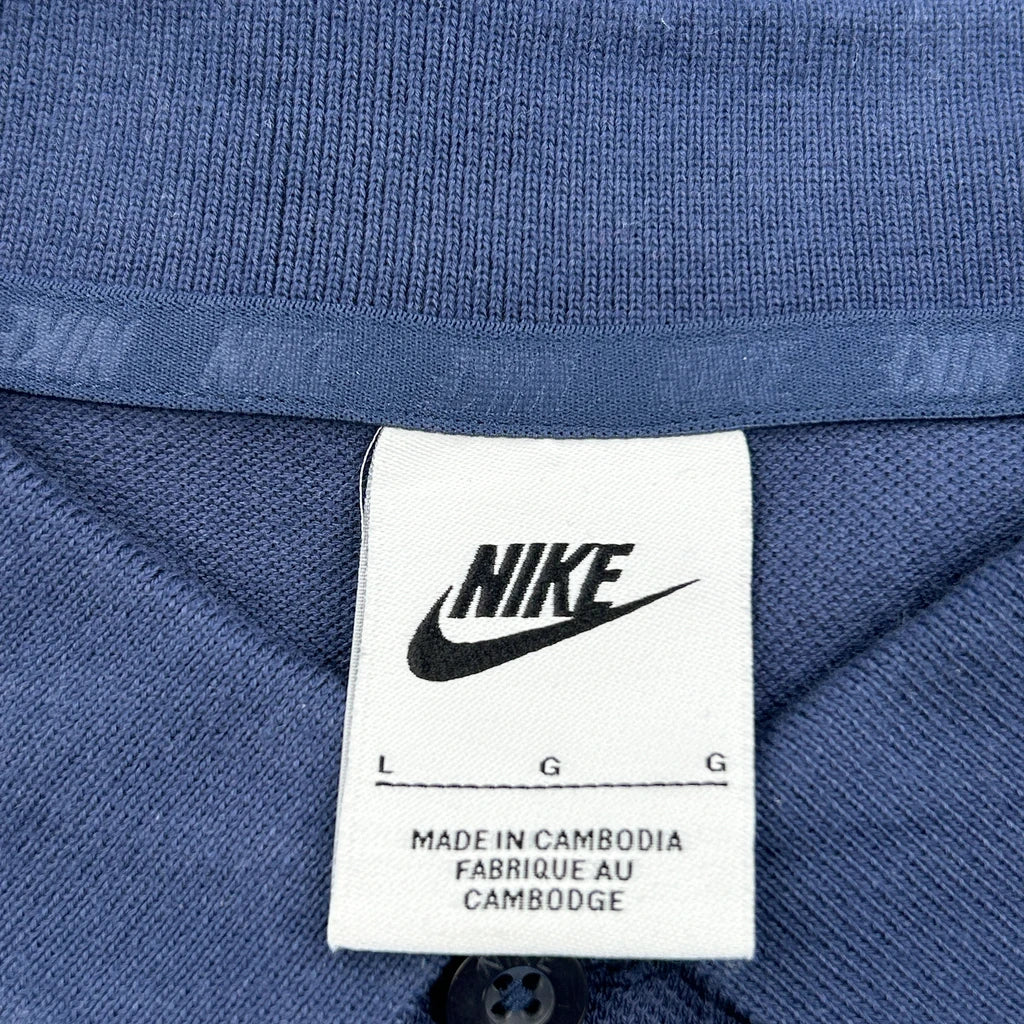 NIKE
L G G
MADE IN CAMBODIA
FABRIQUE AU
CAMBODGE